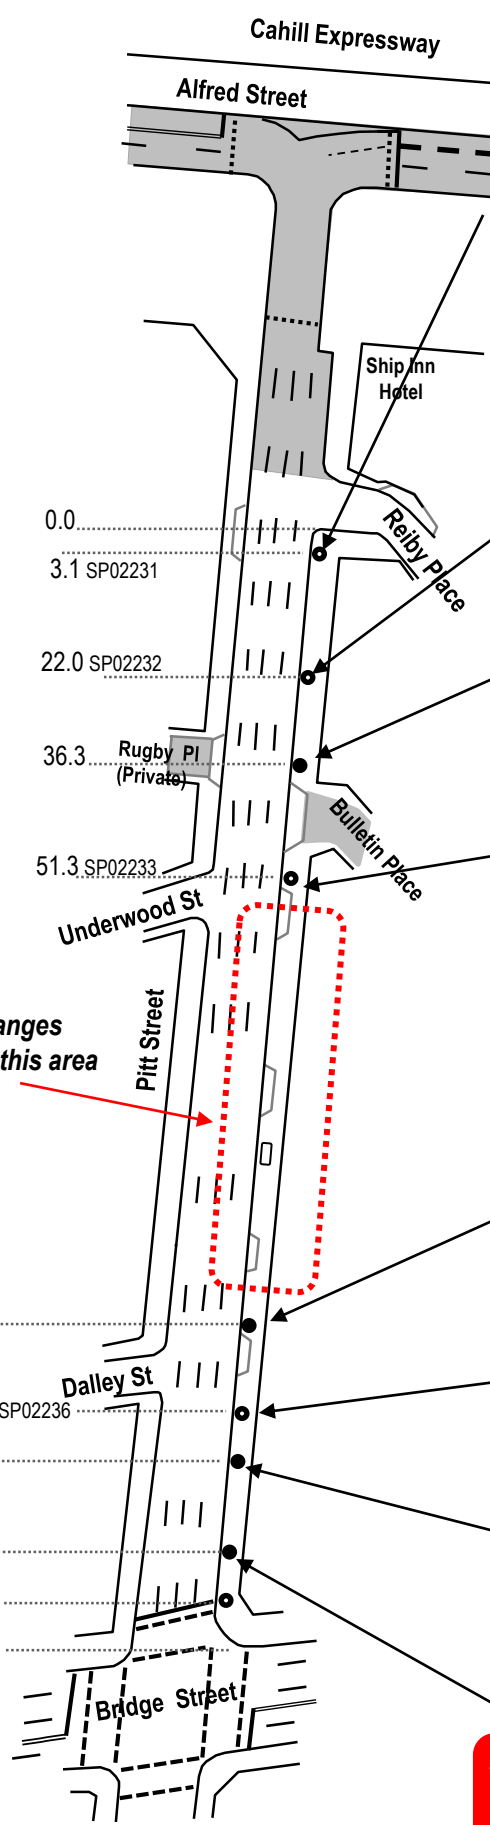 Cahill Expressway
Alfred Street
Ship Inn
Hotel
0.0
Reiby Place
3.1 SP02231
22.0 SP02232
36.3
Rugby Pl
(Private)
Bulletin Place
51.3 SP02233
Underwood St
anges
this area
Pitt Street
Dalley St
SP02236
Bridge Street